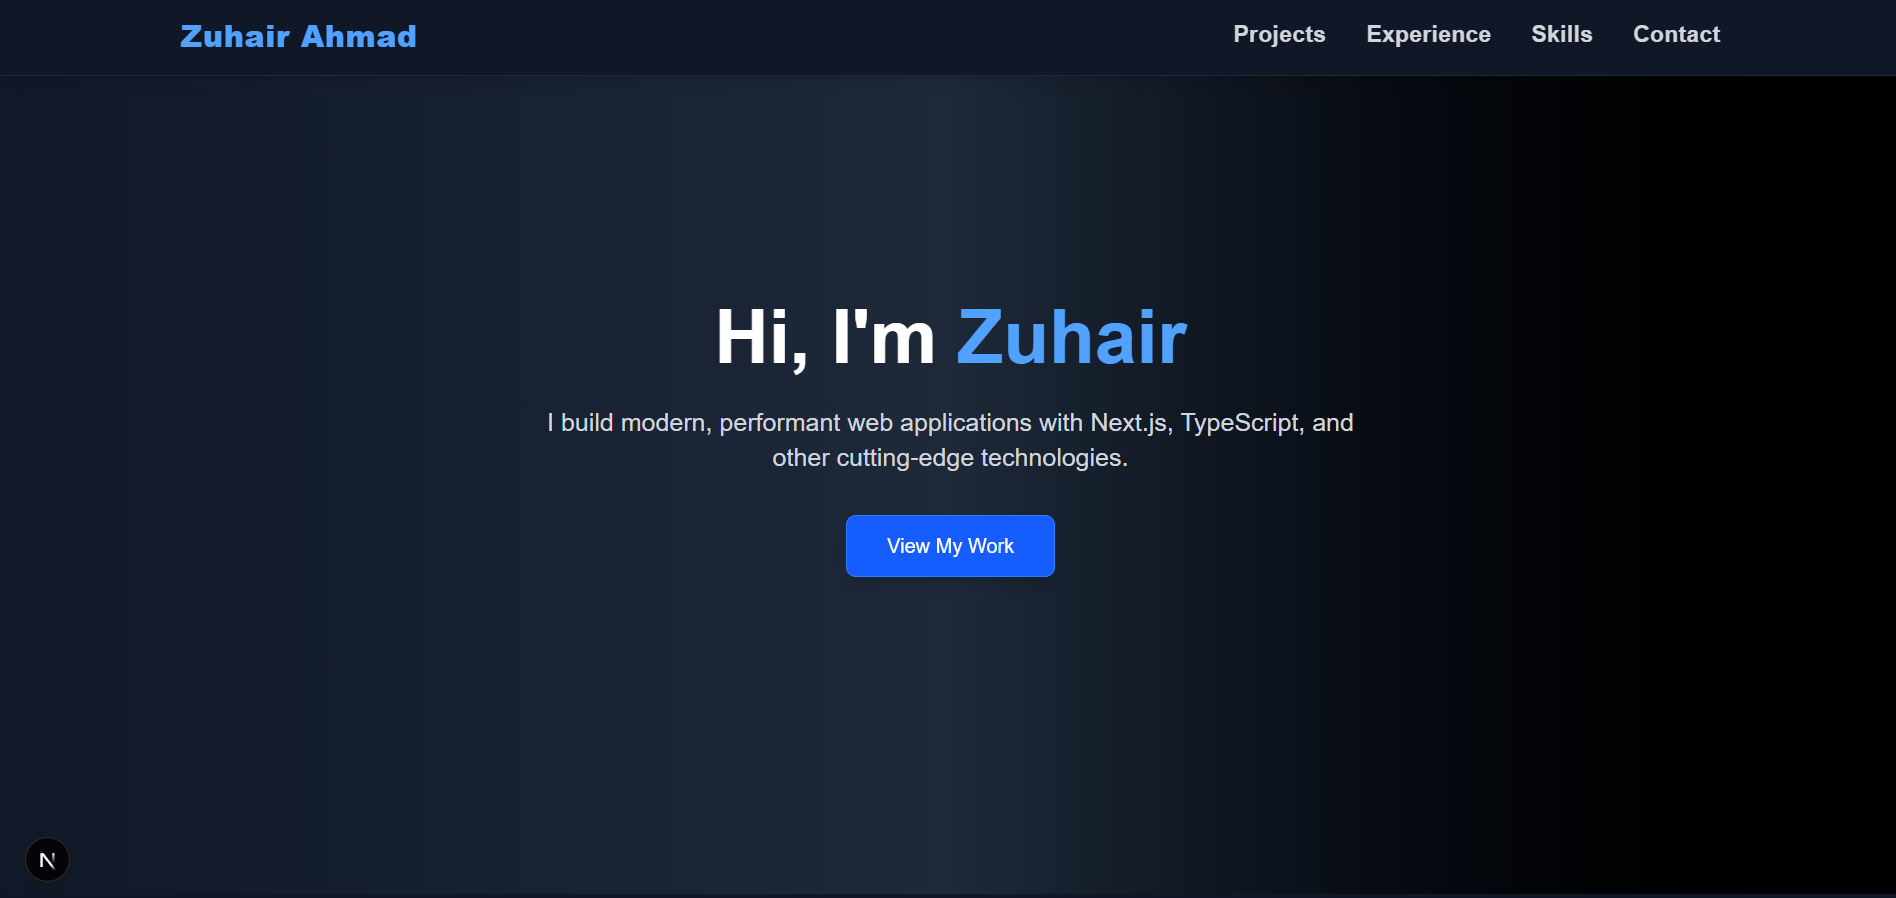 Zuhair Ahmad
Projects Experience Skills Contact
Hi, I'm Zuhair
I build modern, performant web applications with Next.js, TypeScript, and
other cutting-edge technologies.
View My Work
N